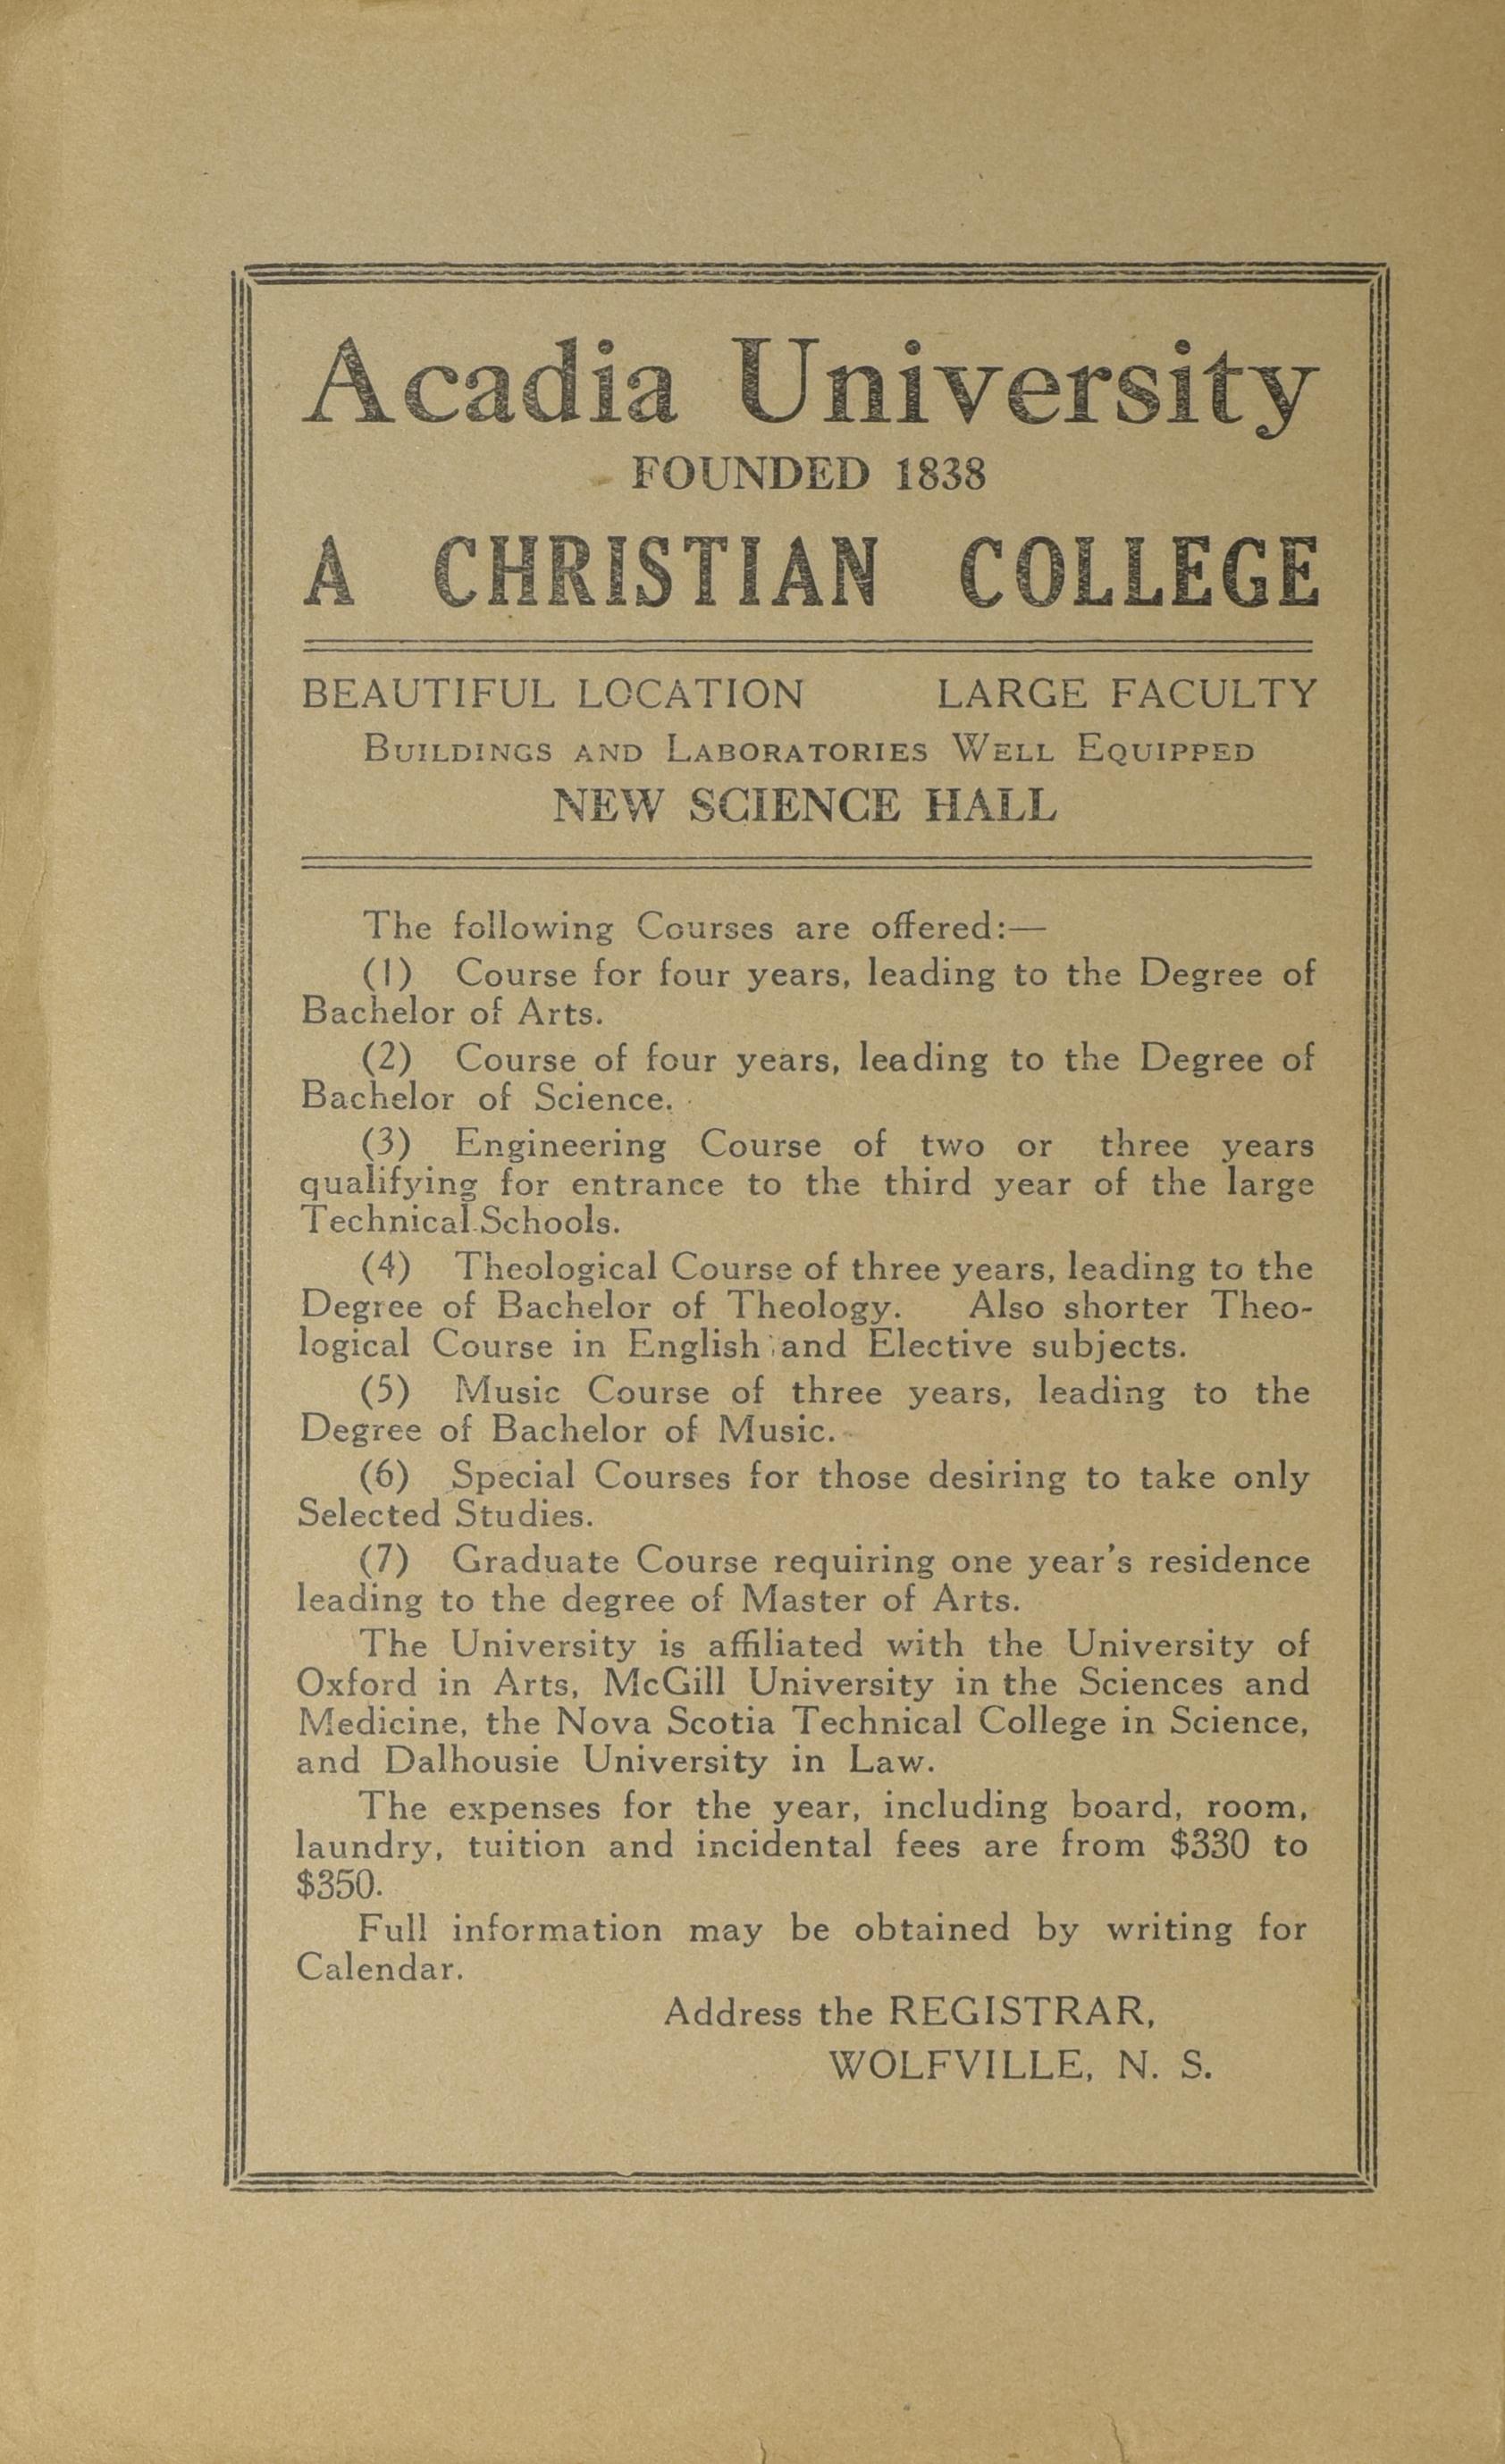 Acadia University
FOUNDED 1838
A CHRISTIAN COLLEGE
BEAUTIFUL LOCATION LARGE FACULTY
BUILDINGS AND LABORATORIES WELL EQUIPPED
NEW SCIENCE HALL
The following Courses are offered:—
(1) Course for four years, leading to the Degree of
Bachelor of Arts.
(2) Course of four years, leading to the Degree of
Bachelor of Science.
(3) Engineering Course of two or three years
qualifying for entrance to the third year of the large
Technical Schools.
(4) Theological Course of three years, leading to the
Degree of Bachelor of Theology. Also shorter Theo-
logical Course in English and Elective subjects.
(5) Music Course of three years, leading to the
Degree of Bachelor of Music.
(6) Special Courses for those desiring to take only
Selected Studies.
(7) Graduate Course requiring one year's residence
leading to the degree of Master of Arts.
The University is affiliated with the University of
Oxford in Arts, McGill University in the Sciences and
Medicine, the Nova Scotia Technical College in Science,
and Dalhousie University in Law.
The expenses for the year, including board, room,
laundry, tuition and incidental fees are from $330 to
$350.
Full information may be obtained by writing for
Calendar.
Address the REGISTRAR,
WOLFVILLE, N. S.